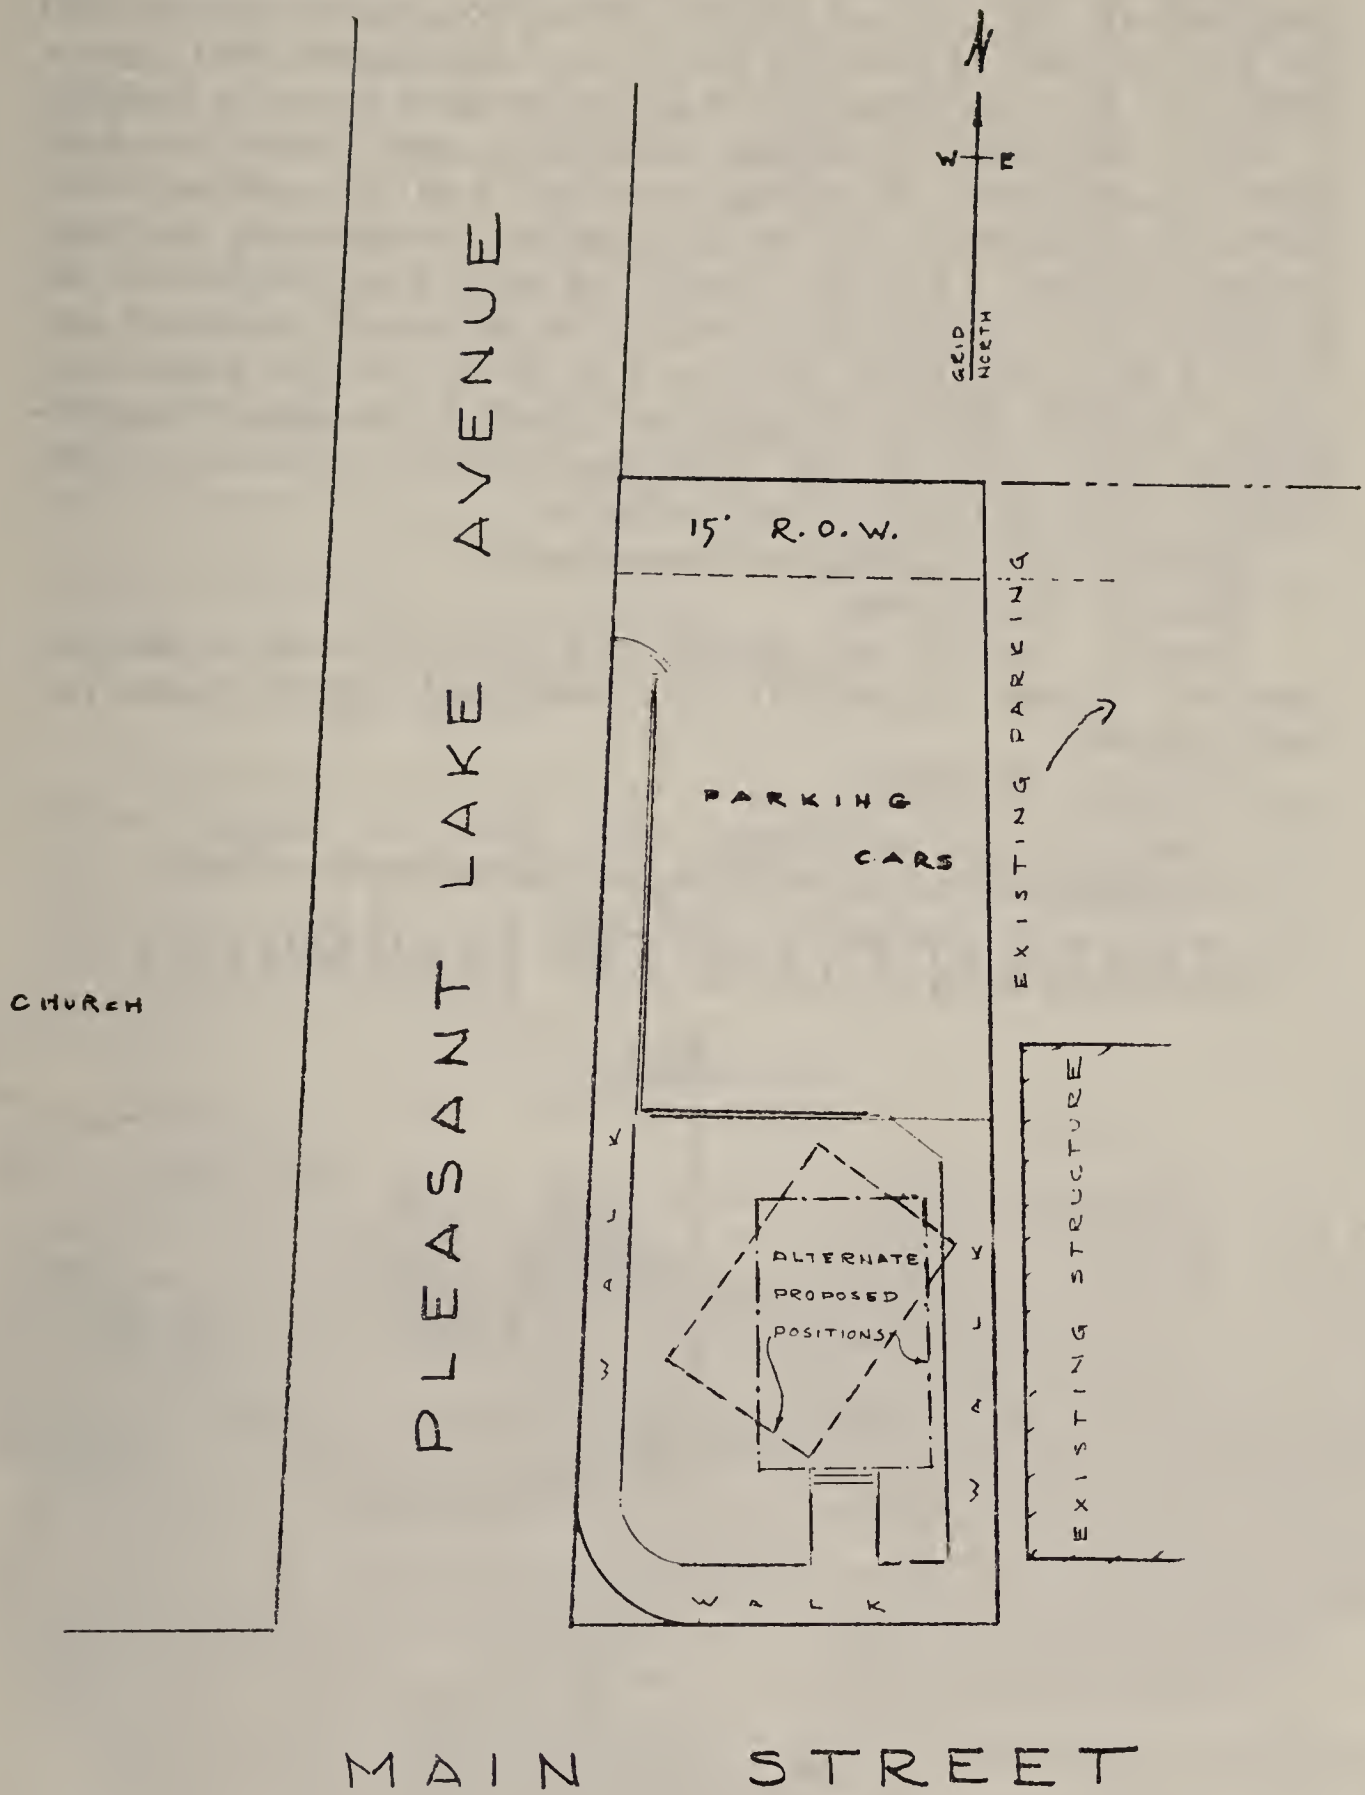 N
W E
GRID
NORTH
PLEASANT LAKE AVENUE
15' R.O.W.
EXISTING PARKING
PARKING
CARS
CHURCH
EXISTING STRUCTURE
WALK
ALTERNATE
PROPOSED
POSITIONS
WALK
WALK
MAIN STREET